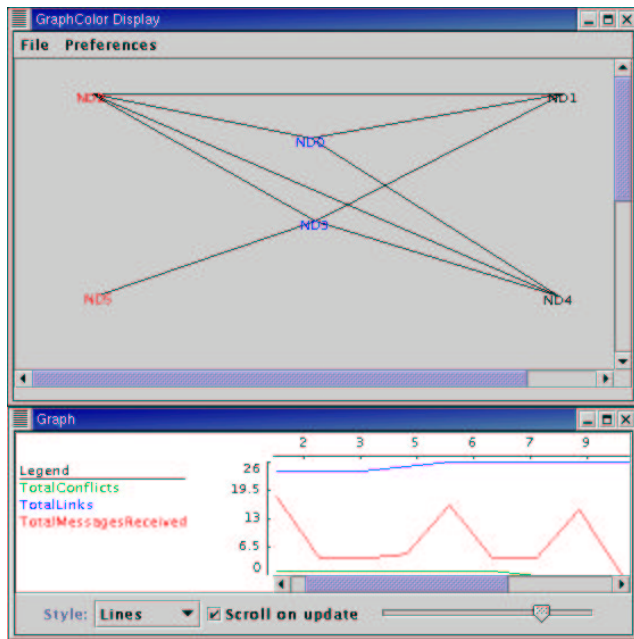 GraphColor Display
File Preferences
ND1
ND0
ND3
ND5
ND4
Graph
2 3 5 6 7 9
Legend
TotalConflicts
TotalLinks
TotalMessagesReceived
26
19.5
13
6.5
0
Style: Lines Scroll on update